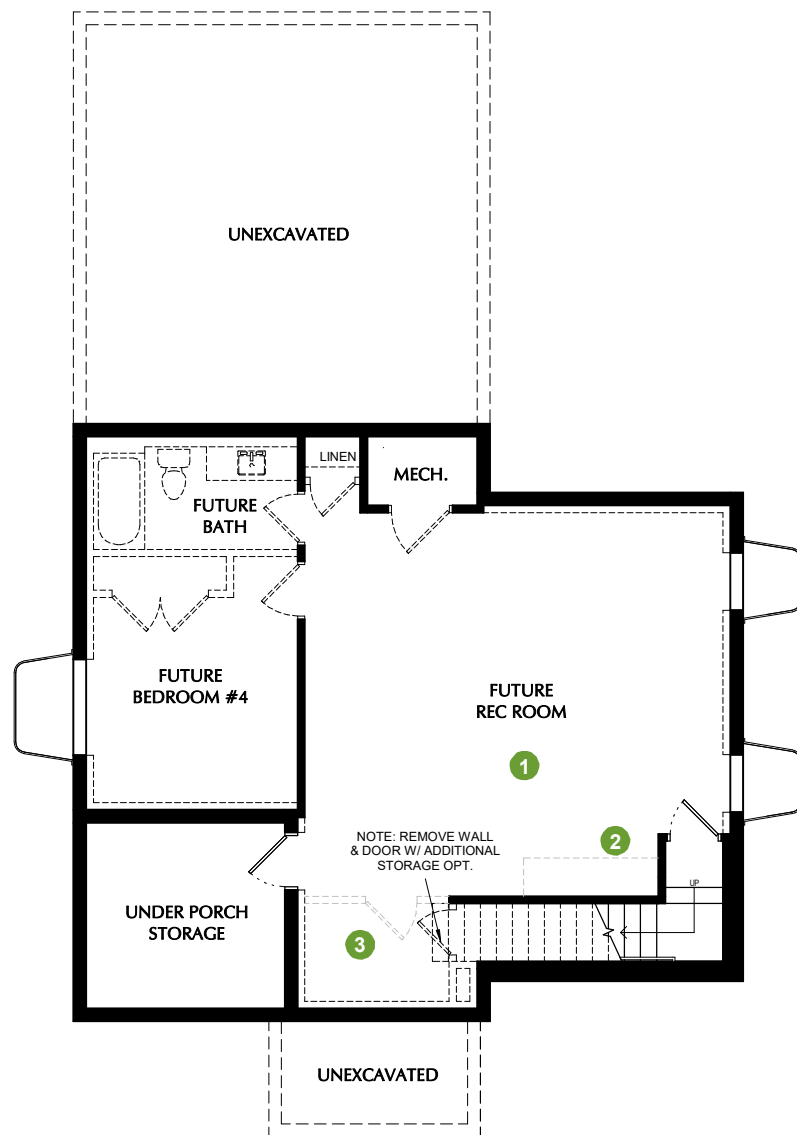 UNEXCAVATED
LINEN
MECH.
FUTURE
BATH
FUTURE
BEDROOM #4
FUTURE
REC ROOM
1
2
NOTE: REMOVE WALL
& DOOR W/ ADDITIONAL
STORAGE OPT.
UP
UNDER PORCH
STORAGE
3
UNEXCAVATED